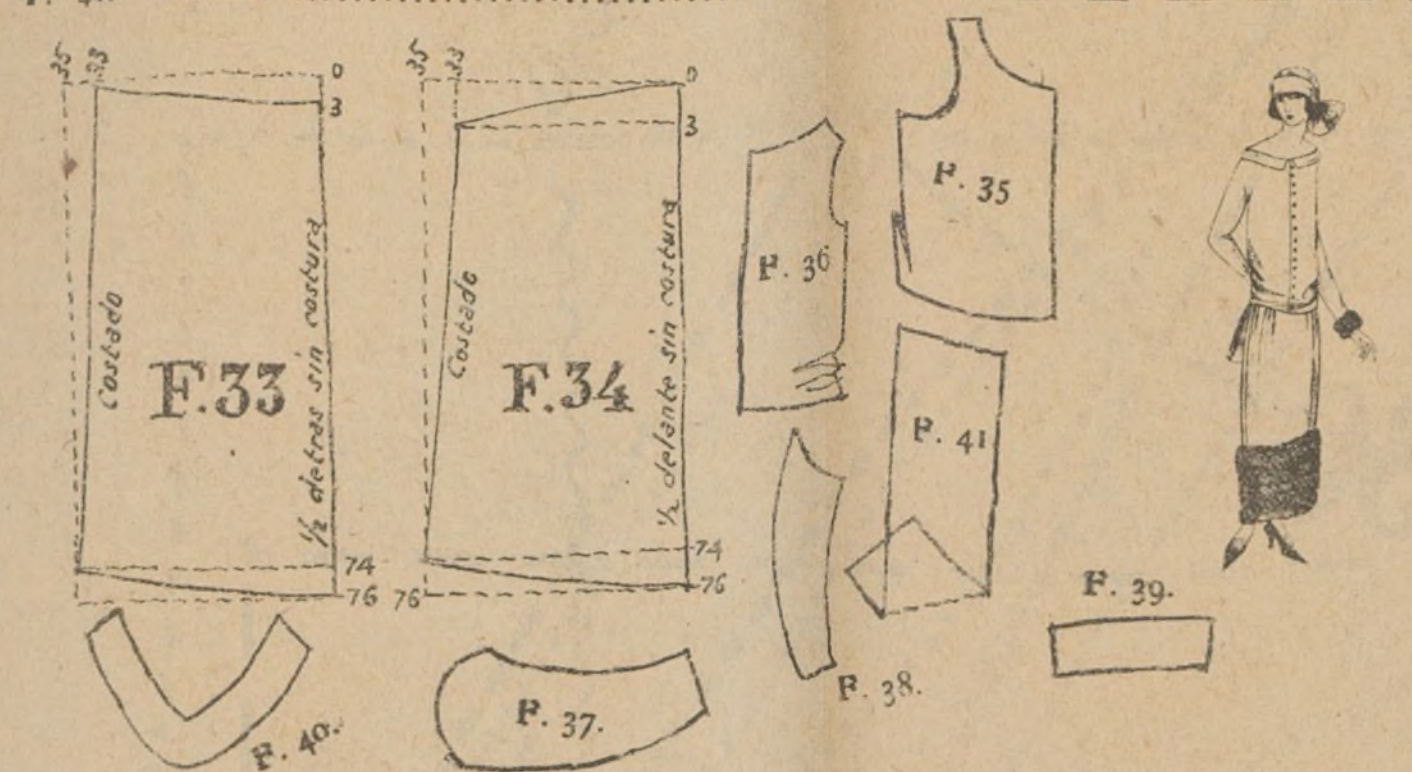 35 33 0
3
Costado
F.33
½ detras sin costura
74
76
35 33 0
3
Costado
F.34
½ delante sin costura
74
76 76
F. 36
F. 35
F. 41
F. 38.
F. 39.
F. 40.
F. 37.